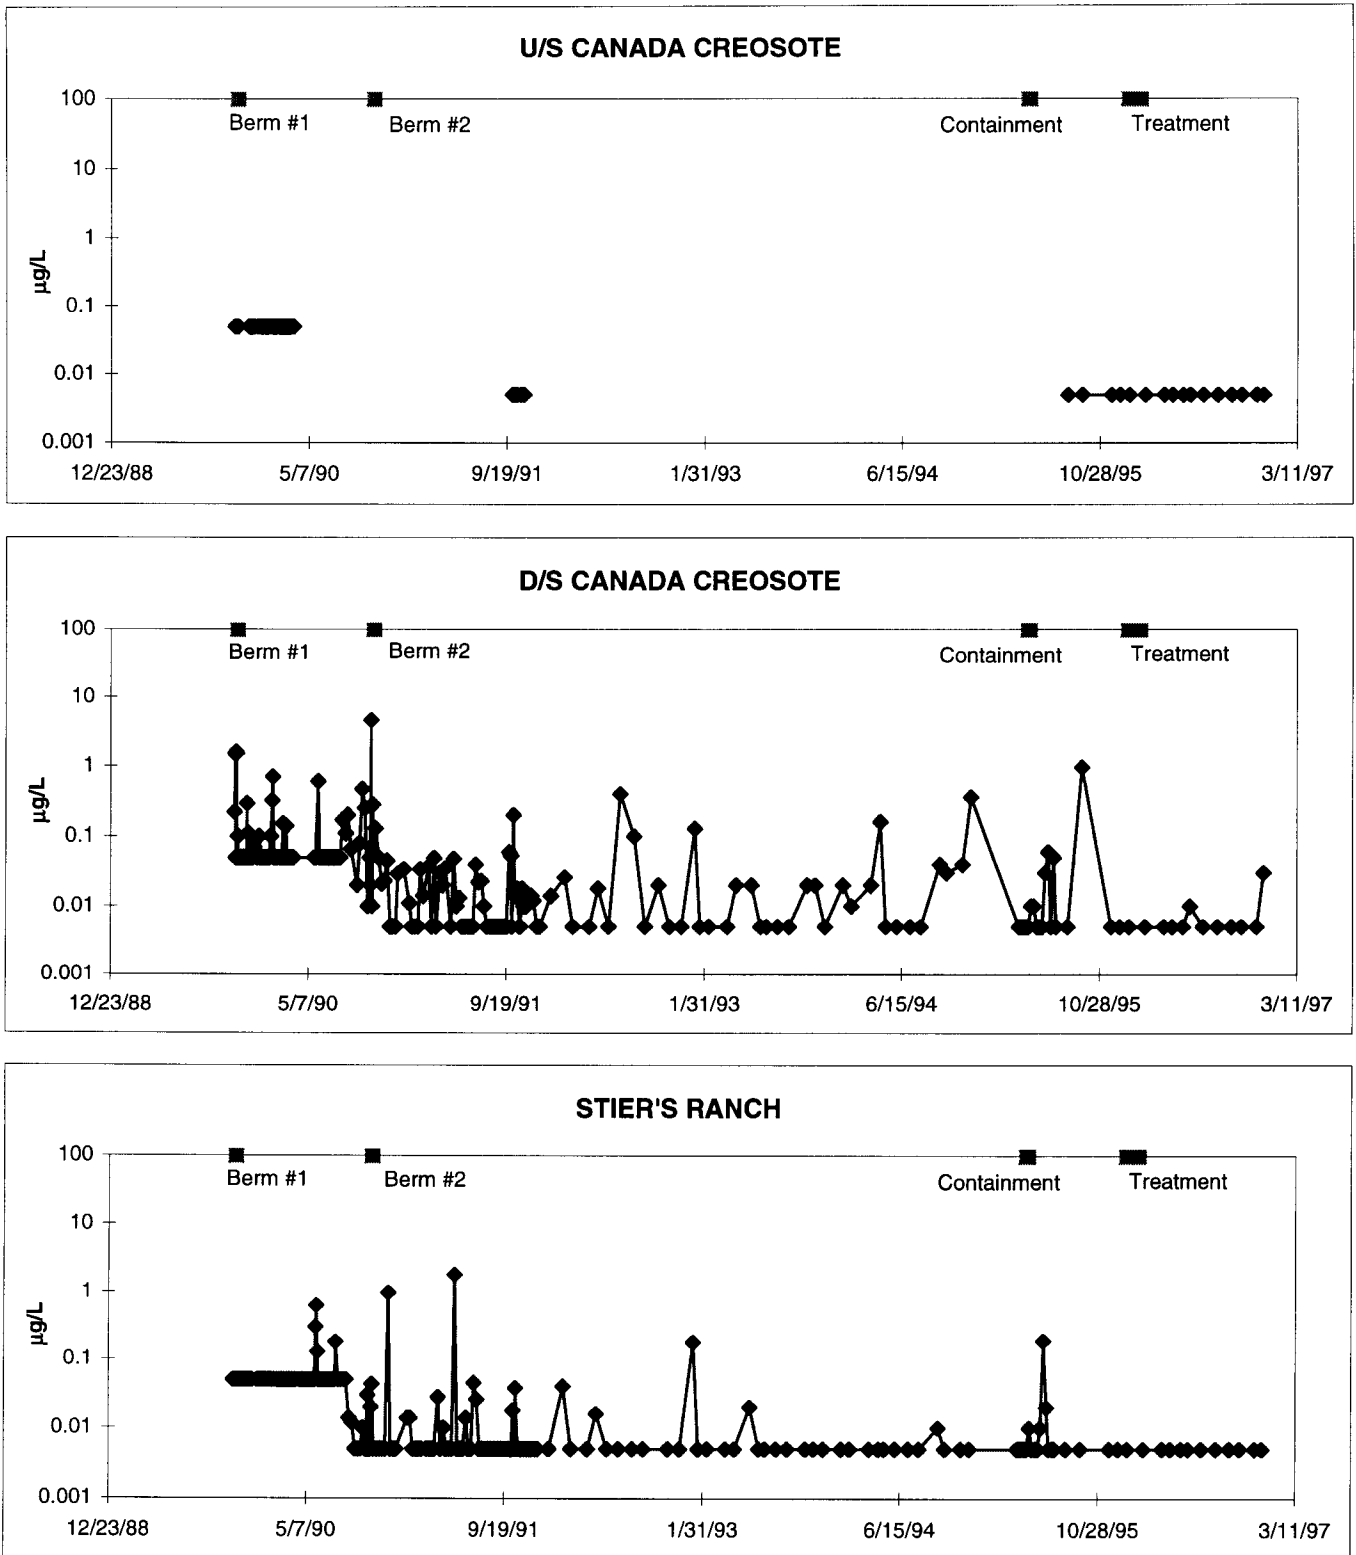 U/S CANADA CREOSOTE
100
Berm #1
Berm #2
Containment
Treatment
10
1
µg/L
0.1
0.01
0.001
12/23/88
5/7/90
9/19/91
1/31/93
6/15/94
10/28/95
3/11/97
D/S CANADA CREOSOTE
100
Berm #1
Berm #2
Containment
Treatment
10
1
µg/L
0.1
0.01
0.001
12/23/88
5/7/90
9/19/91
1/31/93
6/15/94
10/28/95
3/11/97
STIER'S RANCH
100
Berm #1
Berm #2
Containment
Treatment
10
1
µg/L
0.1
0.01
0.001
12/23/88
5/7/90
9/19/91
1/31/93
6/15/94
10/28/95
3/11/97